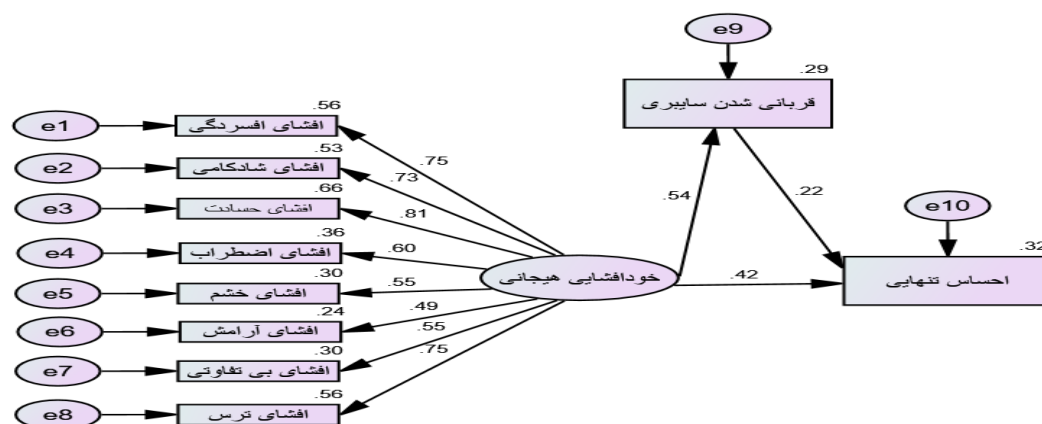 e9
.29
قربانی شدن سایبری
.56
e1
افشای افسردگی
.75
.53
e2
افشای شادکامی
.73
.66
e3
افشای حسادت
.81
.54
.22
e10
.36
e4
افشای اضطراب
.60
.32
خودافشایی هیجانی
.42
احساس تنهایی
.30
e5
افشای خشم
.55
.24
e6
افشای آرامش
.49
.30
e7
افشای بی تفاوتی
.55
.56
e8
افشای ترس
.75